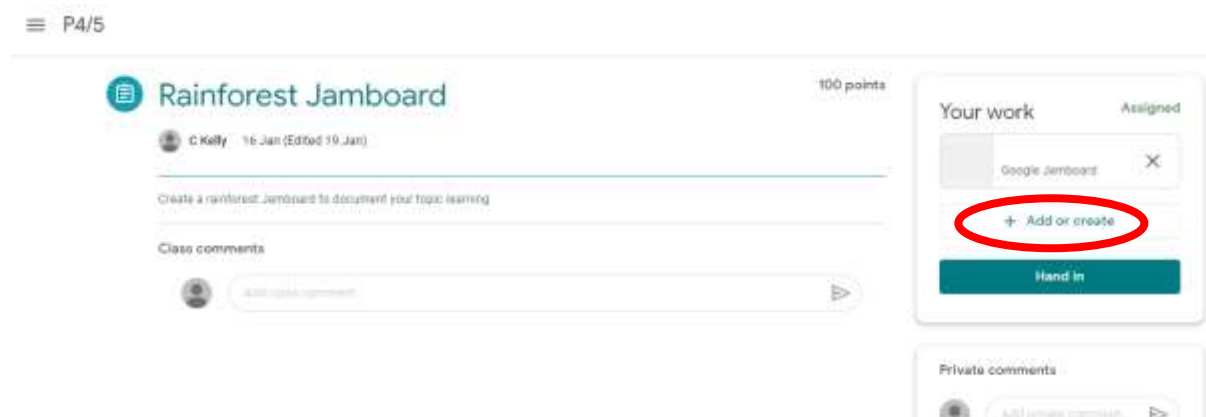 P4/5
Rainforest Jamboard
100 points
C Kelly 16 Jan (Edited 19 Jan)
Create a rainforest Jamboard to document your topic learning
Class comments
Add class comment
Your work
Assigned
Google Jamboard
+ Add or create
Hand in
Private comments
Add private comment